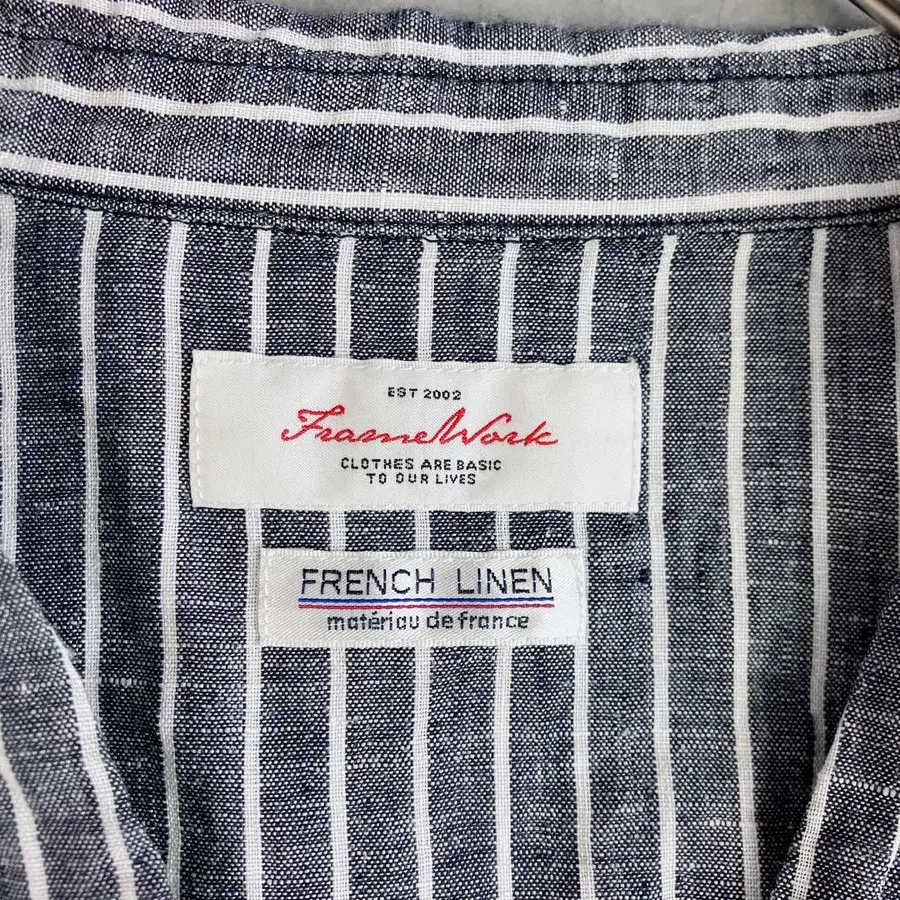 EST 2002
FrameWork
CLOTHES ARE BASIC
TO OUR LIVES
FRENCH LINEN
matériau de france